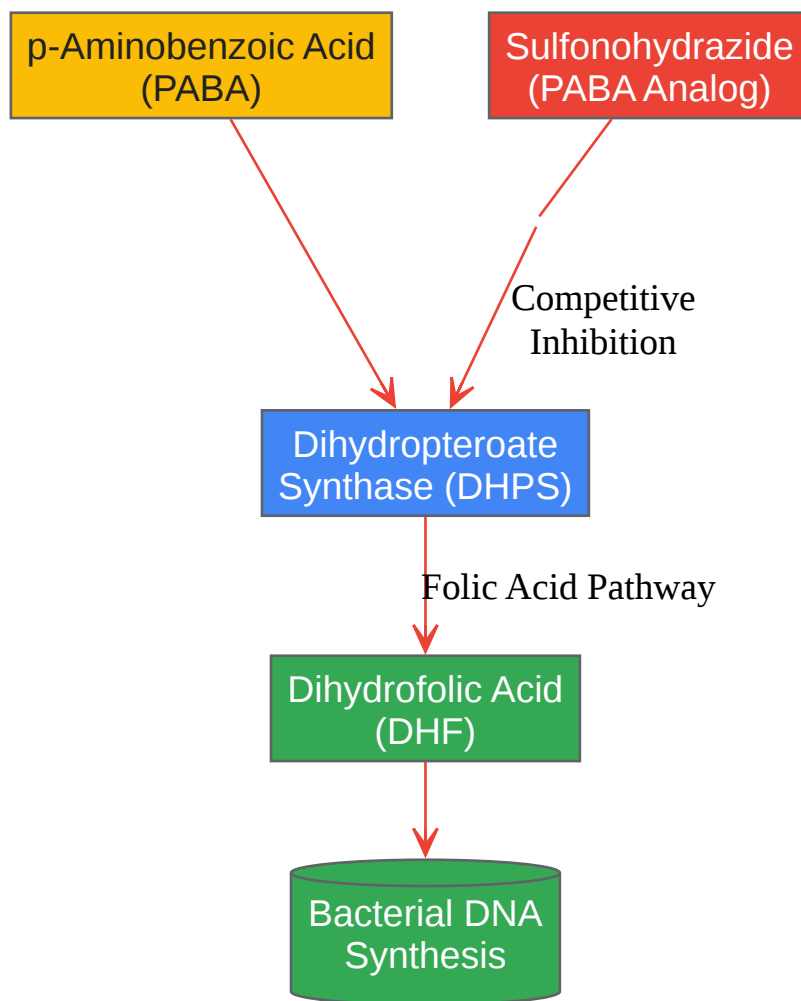 p-Aminobenzoic Acid
(PABA)
Sulfonohydrazide
(PABA Analog)
Competitive
Inhibition
Dihydropteroate
Synthase (DHPS)
Folic Acid Pathway
Dihydrofolic Acid
(DHF)
Bacterial DNA
Synthesis